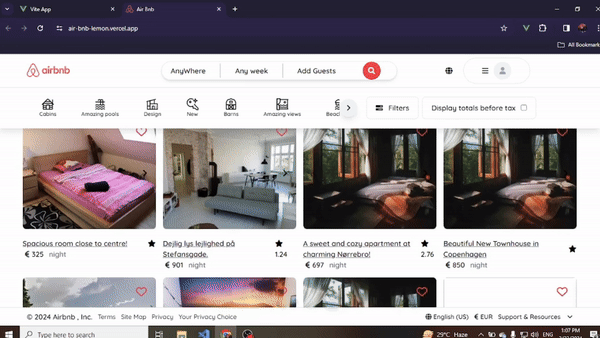 Vite App
Air Bnb
air-bnb-lemon.vercel.app
All Bookmark
airbnb
AnyWhere
Any week
Add Guests
Cabins
Amazing pools
Design
New
Barns
Amazing views
Beac
Filters
Display totals before tax
Spacious room close to centre!
€ 325 night
Dejlig lys lejlighed på
Stefansgade.
1.24
€ 901 night
A sweet and cozy apartment at
charming Nørrebro!
2.76
€ 697 night
Beautiful New Townhouse in
Copenhagen
€ 850 night
© 2024 Airbnb , Inc. Terms Site Map Privacy Your Privacy Choice
English (US) € EUR Support & Resources
Type here to search
29°C Haze
ENG
1:07 PM